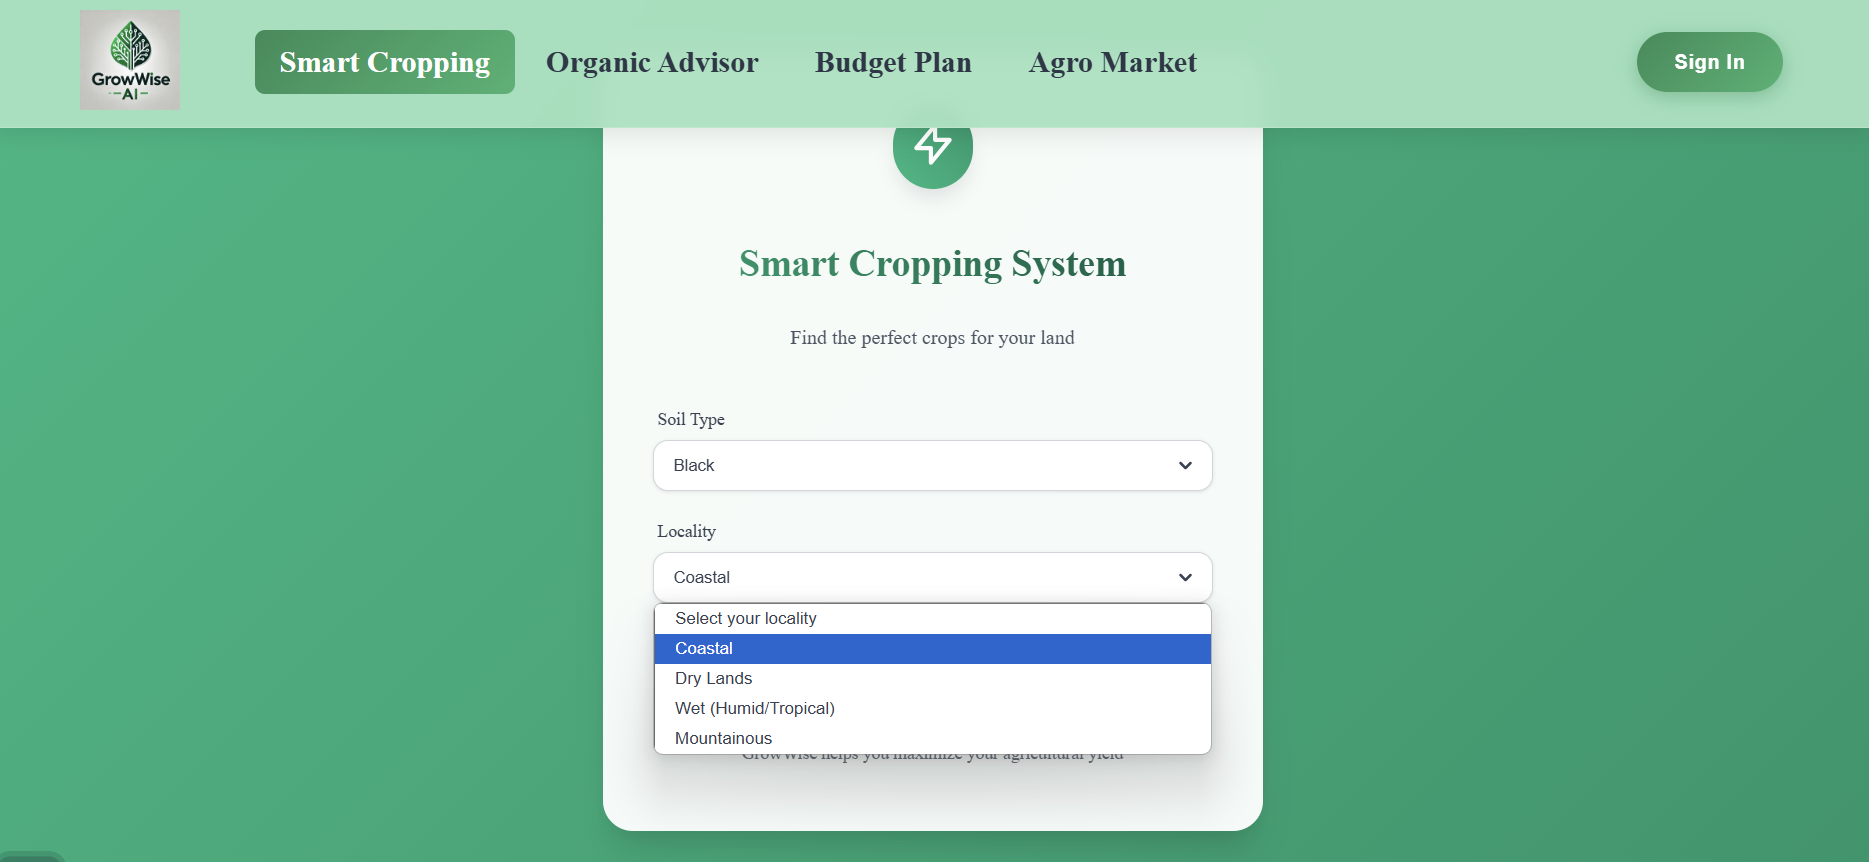 GrowWise
AI
Smart Cropping
Organic Advisor
Budget Plan
Agro Market
Sign In
Smart Cropping System
Find the perfect crops for your land
Soil Type
Black
Locality
Coastal
Select your locality
Coastal
Dry Lands
Wet (Humid/Tropical)
Mountainous
GrowWise helps you maximize your agricultural yield